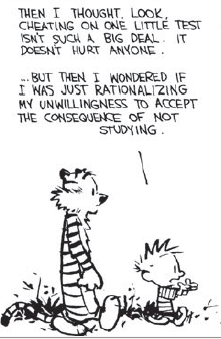 THEN I THOUGHT, LOOK,
CHEATING ON ONE LITTLE TEST
ISN'T SUCH A BIG DEAL. IT
DOESN'T HURT ANYONE.
...BUT THEN I WONDERED IF
I WAS JUST RATIONALIZING
MY UNWILLINGNESS TO ACCEPT
THE CONSEQUENCE OF NOT
STUDYING.